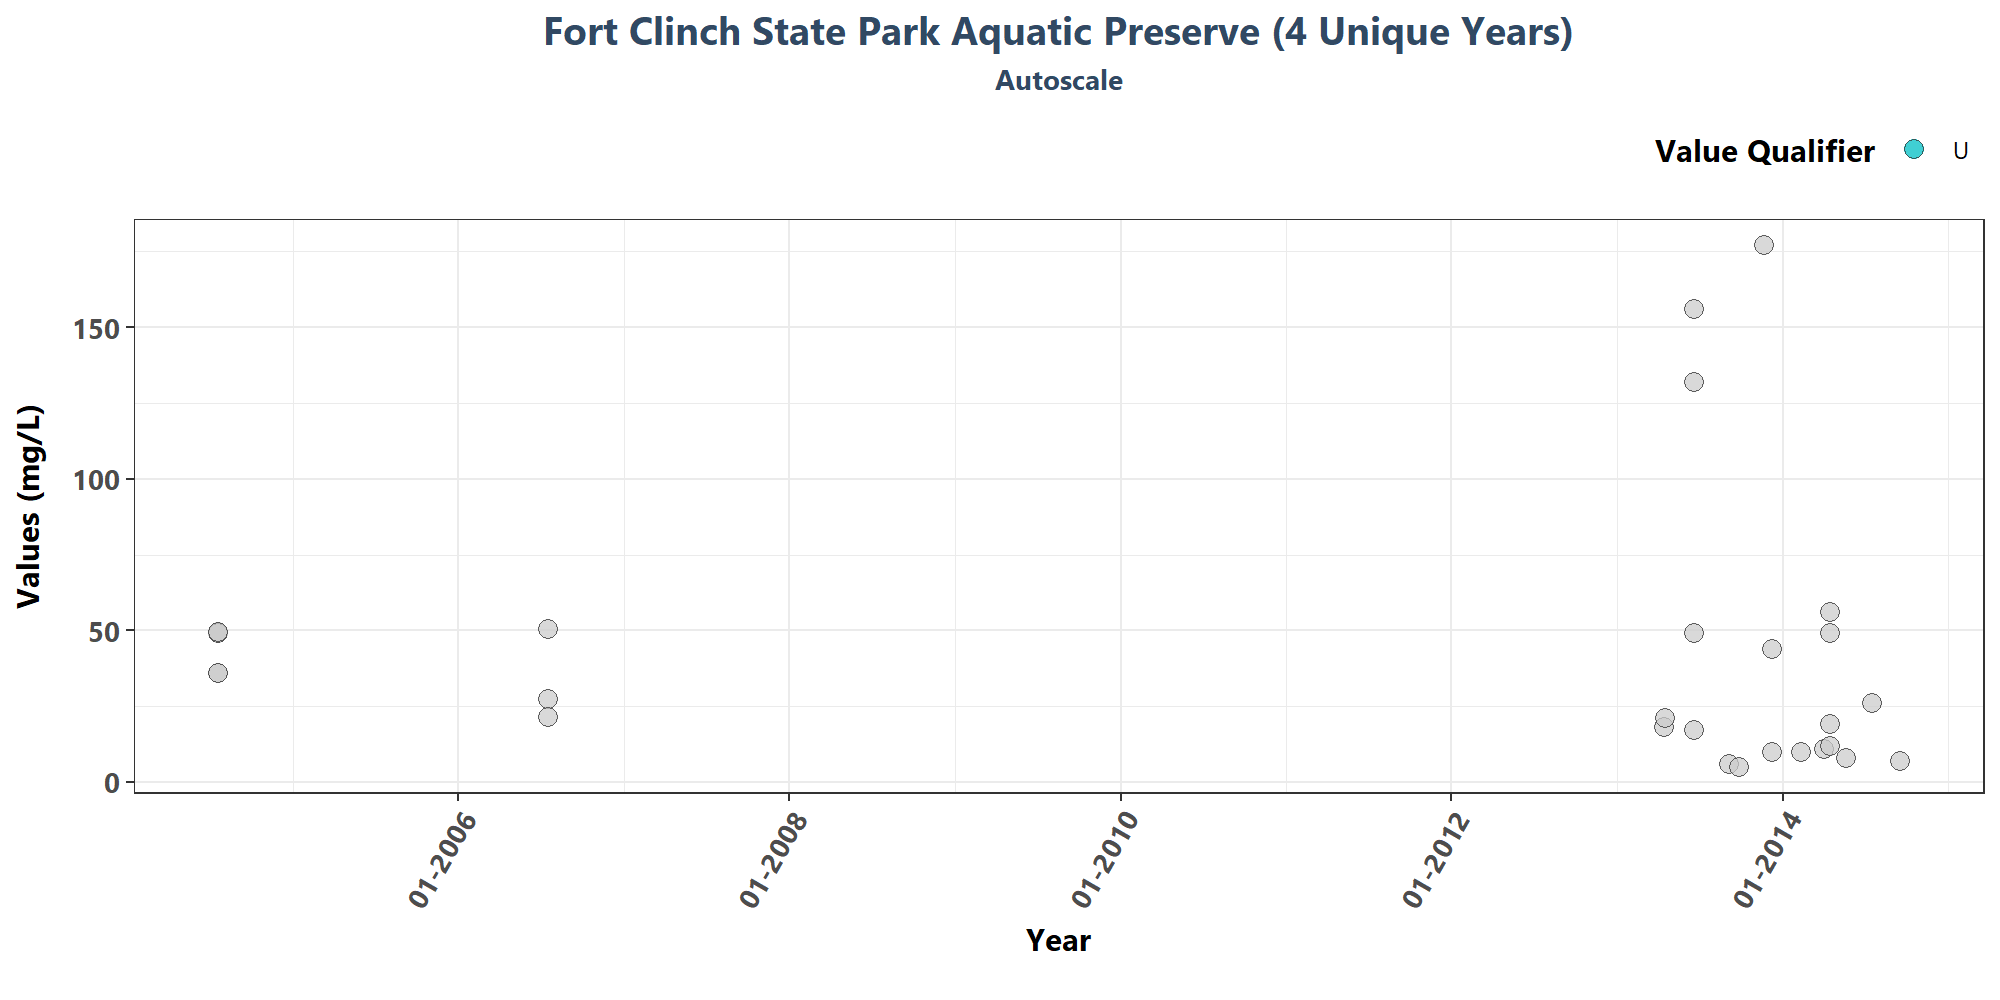 Fort Clinch State Park Aquatic Preserve (4 Unique Years)
Autoscale
Value Qualifier U
Values (mg/L)
150
100
50
0
01-2006 01-2008 01-2010 01-2012 01-2014
Year